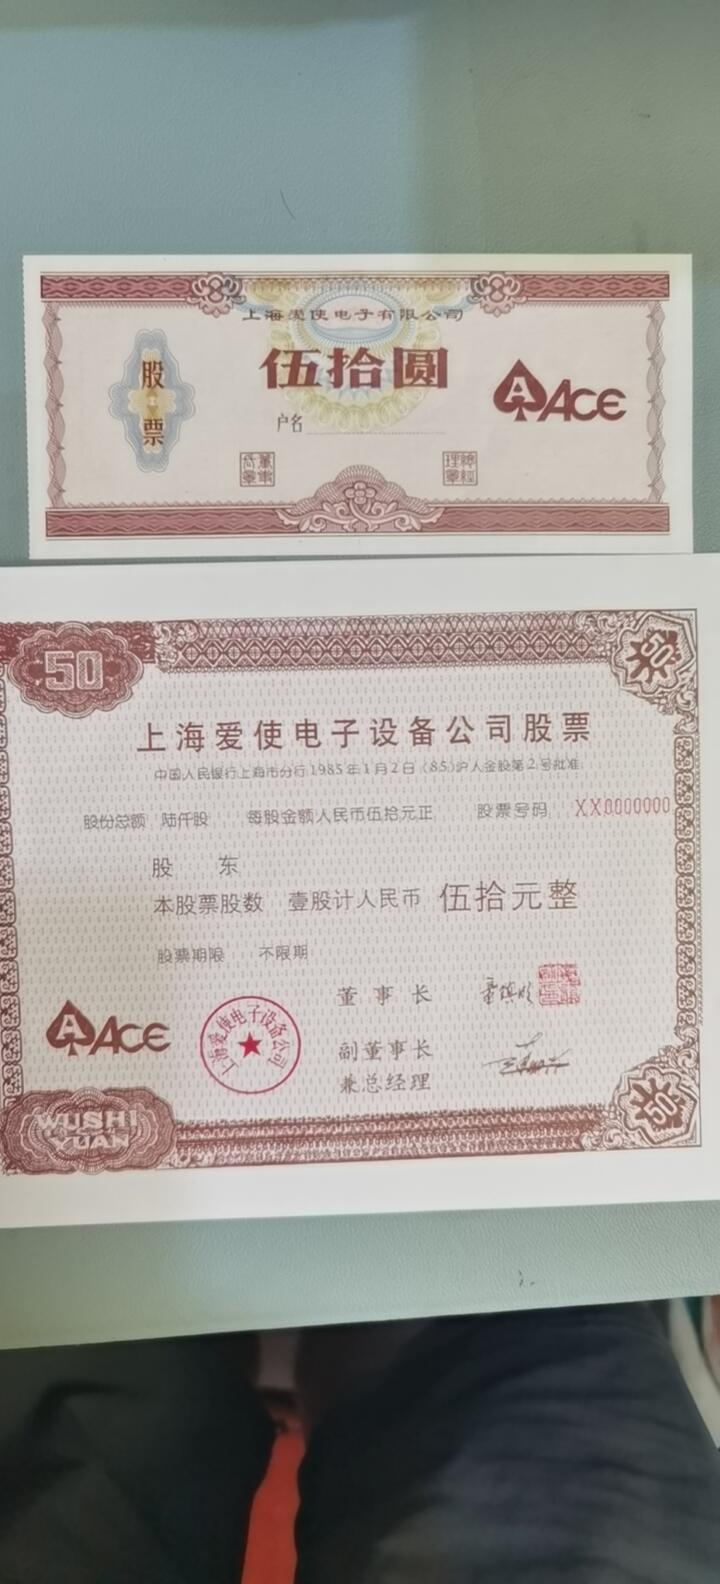 上海爱使电子有限公司
股票
伍拾圆
ACE
户名
董事长章
總經理章
50
50
上海爱使电子设备公司股票
中国人民银行上海市分行1985年1月2日(85)沪人金股第2号批准
股份总额 陆仟股 每股金额人民币伍拾元正 股票号码 XX0000000
股东
本股票股数 壹股计人民币 伍拾元整
股票期限 不限期
董事长
ACE
上海爱使电子设备公司
副董事长
兼总经理
WUSHI
YUAN
50